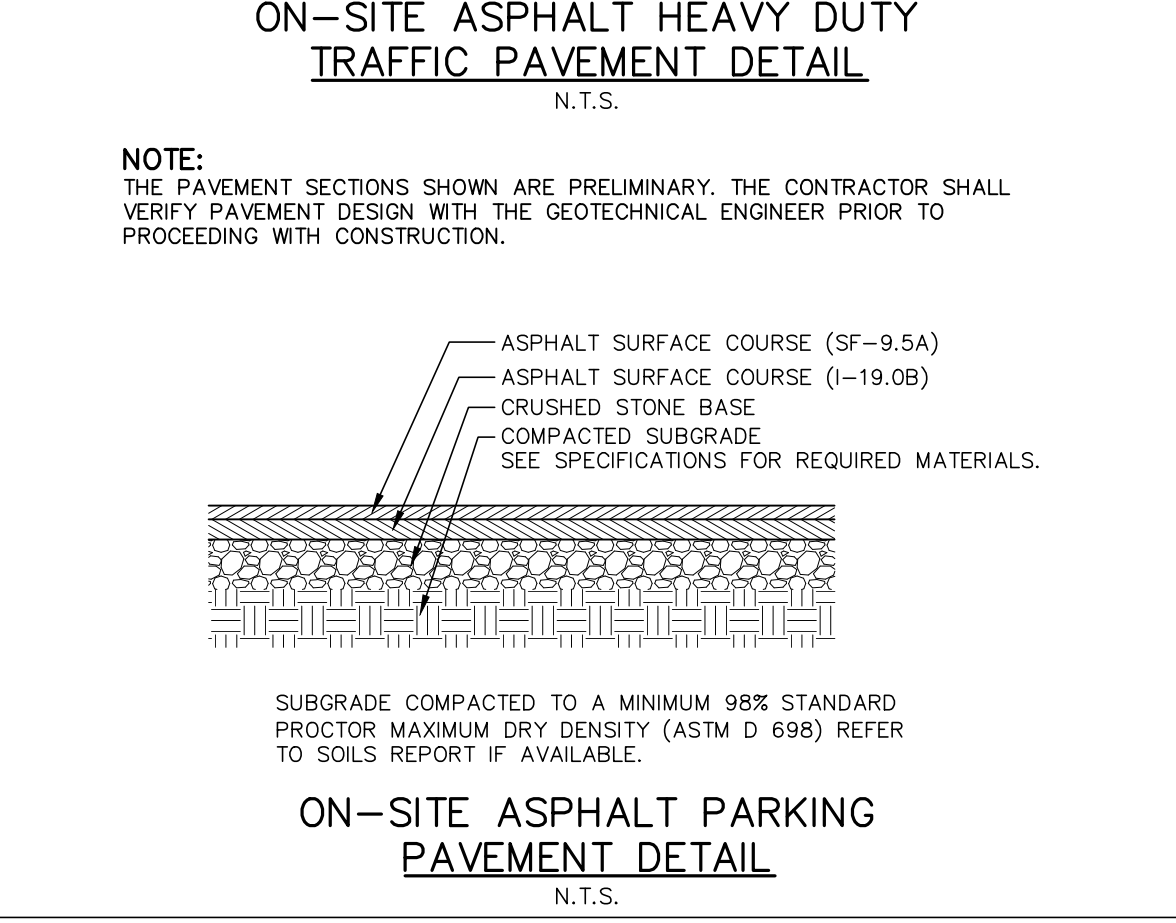 ON-SITE ASPHALT HEAVY DUTY
TRAFFIC PAVEMENT DETAIL
N.T.S.
NOTE:
THE PAVEMENT SECTIONS SHOWN ARE PRELIMINARY. THE CONTRACTOR SHALL
VERIFY PAVEMENT DESIGN WITH THE GEOTECHNICAL ENGINEER PRIOR TO
PROCEEDING WITH CONSTRUCTION.
ASPHALT SURFACE COURSE (SF-9.5A)
ASPHALT SURFACE COURSE (I-19.0B)
CRUSHED STONE BASE
COMPACTED SUBGRADE
SEE SPECIFICATIONS FOR REQUIRED MATERIALS.
SUBGRADE COMPACTED TO A MINIMUM 98% STANDARD
PROCTOR MAXIMUM DRY DENSITY (ASTM D 698) REFER
TO SOILS REPORT IF AVAILABLE.
ON-SITE ASPHALT PARKING
PAVEMENT DETAIL
N.T.S.